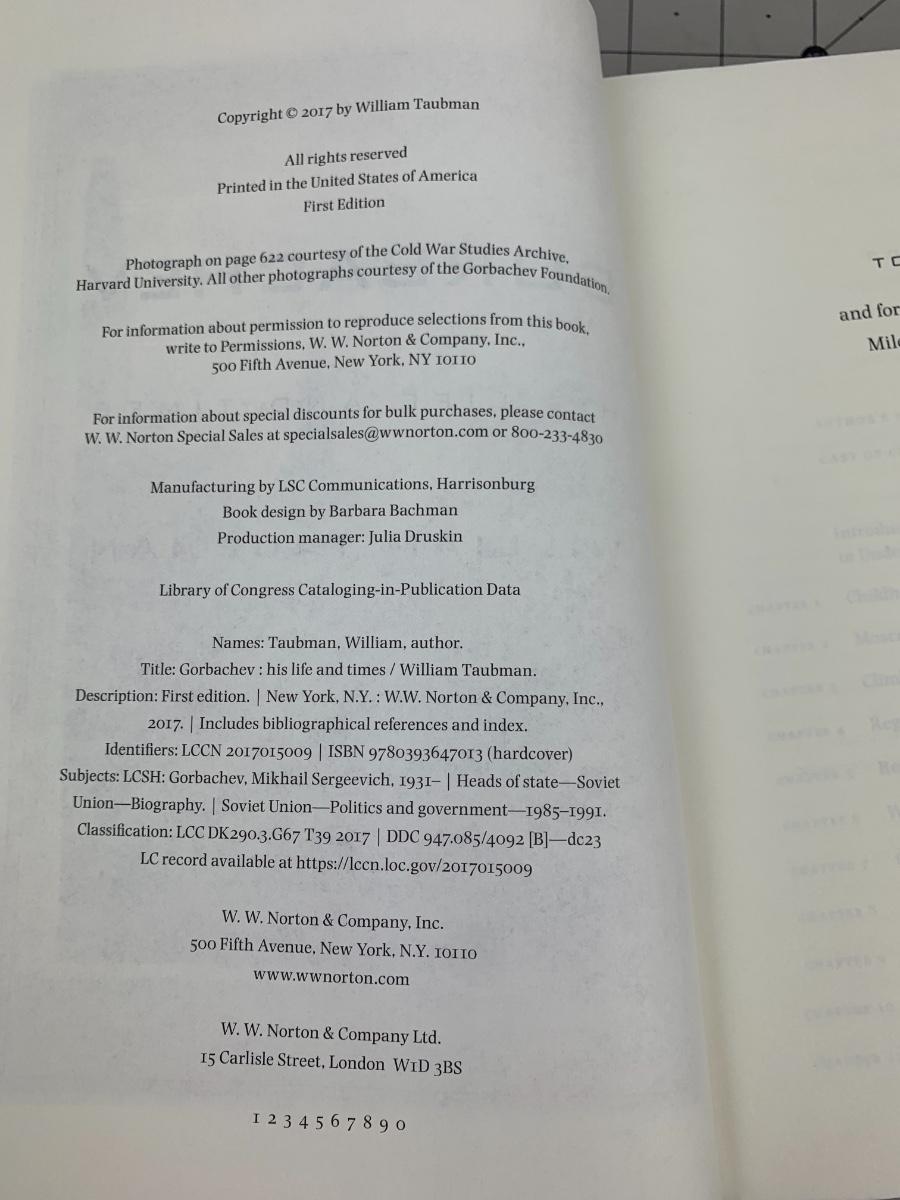 Copyright © 2017 by William Taubman
All rights reserved
Printed in the United States of America
First Edition
Photograph on page 622 courtesy of the Cold War Studies Archive,
Harvard University. All other photographs courtesy of the Gorbachev Foundation.
For information about permission to reproduce selections from this book,
write to Permissions, W. W. Norton & Company, Inc.,
500 Fifth Avenue, New York, NY 10110
For information about special discounts for bulk purchases, please contact
W. W. Norton Special Sales at specialsales@wwnorton.com or 800-233-4830
Manufacturing by LSC Communications, Harrisonburg
Book design by Barbara Bachman
Production manager: Julia Druskin
Library of Congress Cataloging-in-Publication Data
Names: Taubman, William, author.
Title: Gorbachev : his life and times / William Taubman.
Description: First edition. | New York, N.Y. : W.W. Norton & Company, Inc.,
2017. | Includes bibliographical references and index.
Identifiers: LCCN 2017015009 | ISBN 9780393647013 (hardcover)
Subjects: LCSH: Gorbachev, Mikhail Sergeevich, 1931– | Heads of state—Soviet
Union—Biography. | Soviet Union—Politics and government—1985–1991.
Classification: LCC DK290.3.G67 T39 2017 | DDC 947.085/4092 [B]—dc23
LC record available at https://lccn.loc.gov/2017015009
W. W. Norton & Company, Inc.
500 Fifth Avenue, New York, N.Y. 10110
www.wwnorton.com
W. W. Norton & Company Ltd.
15 Carlisle Street, London W1D 3BS
1 2 3 4 5 6 7 8 9 0
and for